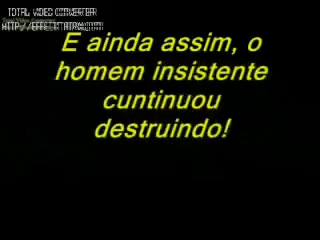 TOTAL VIDEO CONVERTER
E ainda assim, o
homem insistente
cuntinuou
destruindo!